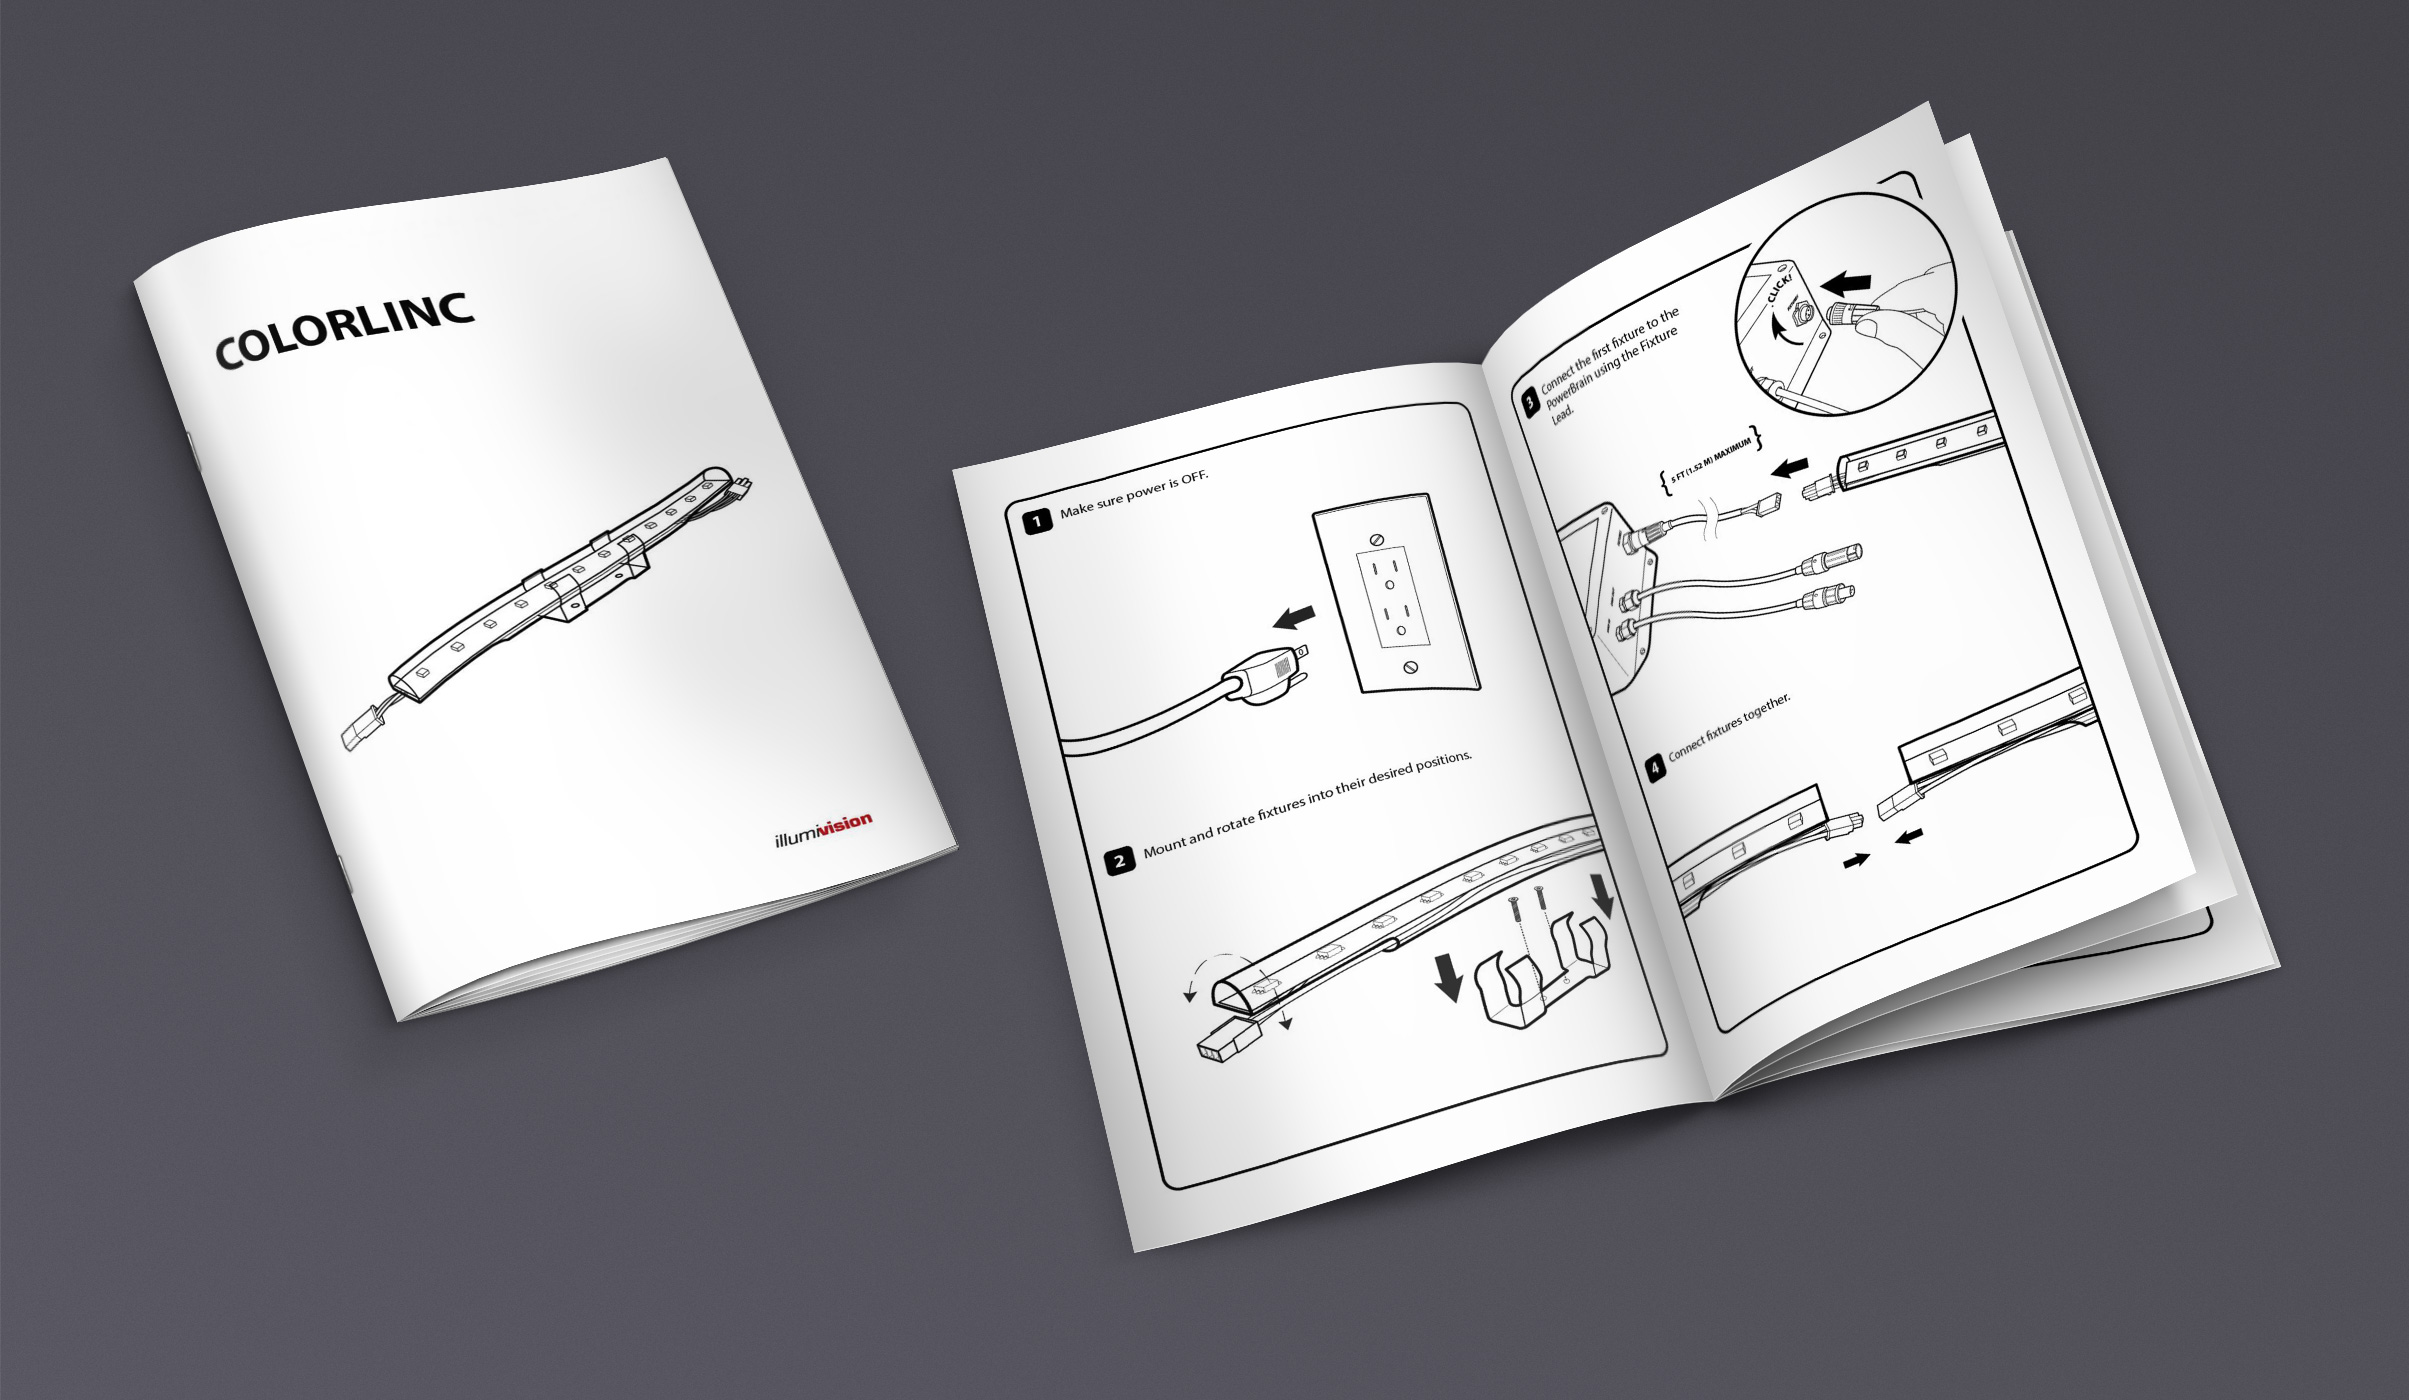 COLORLINC
illumivision
1 Make sure power is OFF.
2 Mount and rotate fixtures into their desired positions.
3 Connect the first fixture to the
PowerBrain using the Fixture
Lead.
CLICK!
{ 5 FT (1.52 M) MAXIMUM }
4 Connect fixtures together.